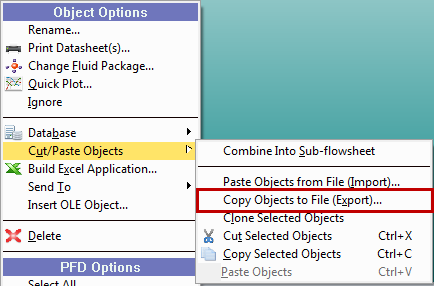 Object Options
Rename...
Print Datasheet(s)...
Change Fluid Package...
Quick Plot...
Ignore
Database
Cut/Paste Objects
Build Excel Application...
Send To
Insert OLE Object...
Delete
PFD Options
Select All
Combine Into Sub-flowsheet
Paste Objects from File (Import)...
Copy Objects to File (Export)...
Clone Selected Objects
Cut Selected Objects Ctrl+X
Copy Selected Objects Ctrl+C
Paste Objects Ctrl+V